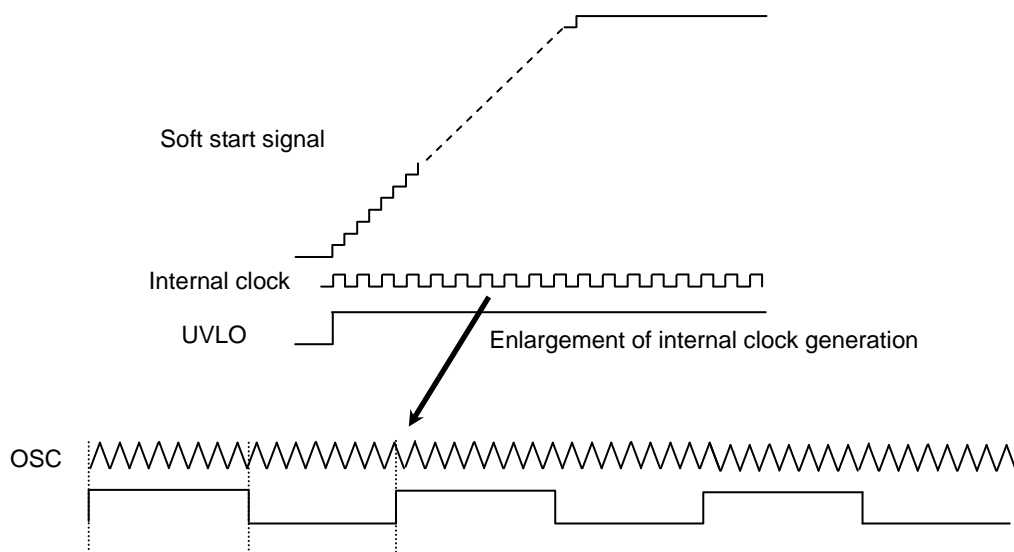 Soft start signal
Internal clock
UVLO
Enlargement of internal clock generation
OSC